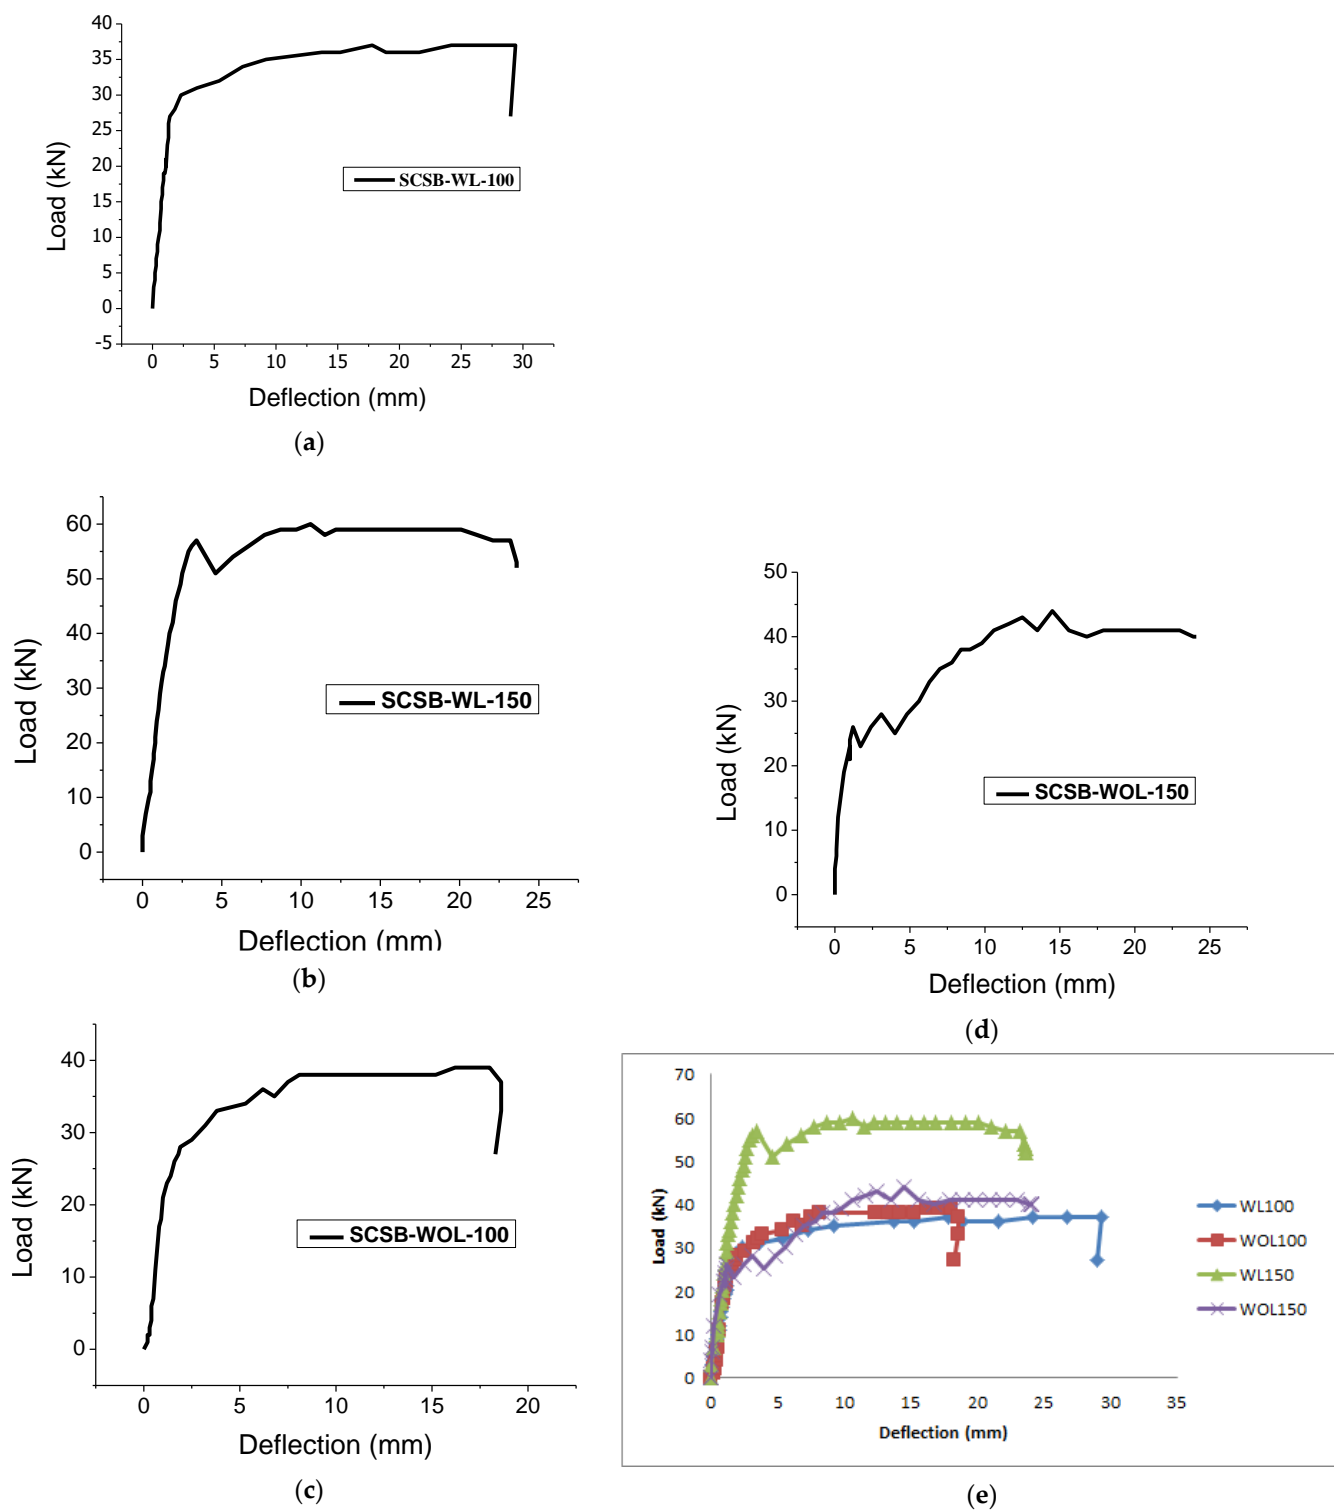 40
35
30
25
20
15
10
5
0
-5
Load (kN)
SCSB-WL-100
0 5 10 15 20 25 30
Deflection (mm)
(a)
60
50
40
30
20
10
0
Load (kN)
SCSB-WL-150
0 5 10 15 20 25
Deflection (mm)
(b)
40
30
20
10
0
Load (kN)
SCSB-WOL-100
0 5 10 15 20
Deflection (mm)
(c)
50
40
30
20
10
0
Load (kN)
SCSB-WOL-150
0 5 10 15 20 25
Deflection (mm)
(d)
70
60
50
40
30
20
10
0
Load (kN)
WL100
WOL100
WL150
WOL150
0 5 10 15 20 25 30 35
Deflection (mm)
(e)